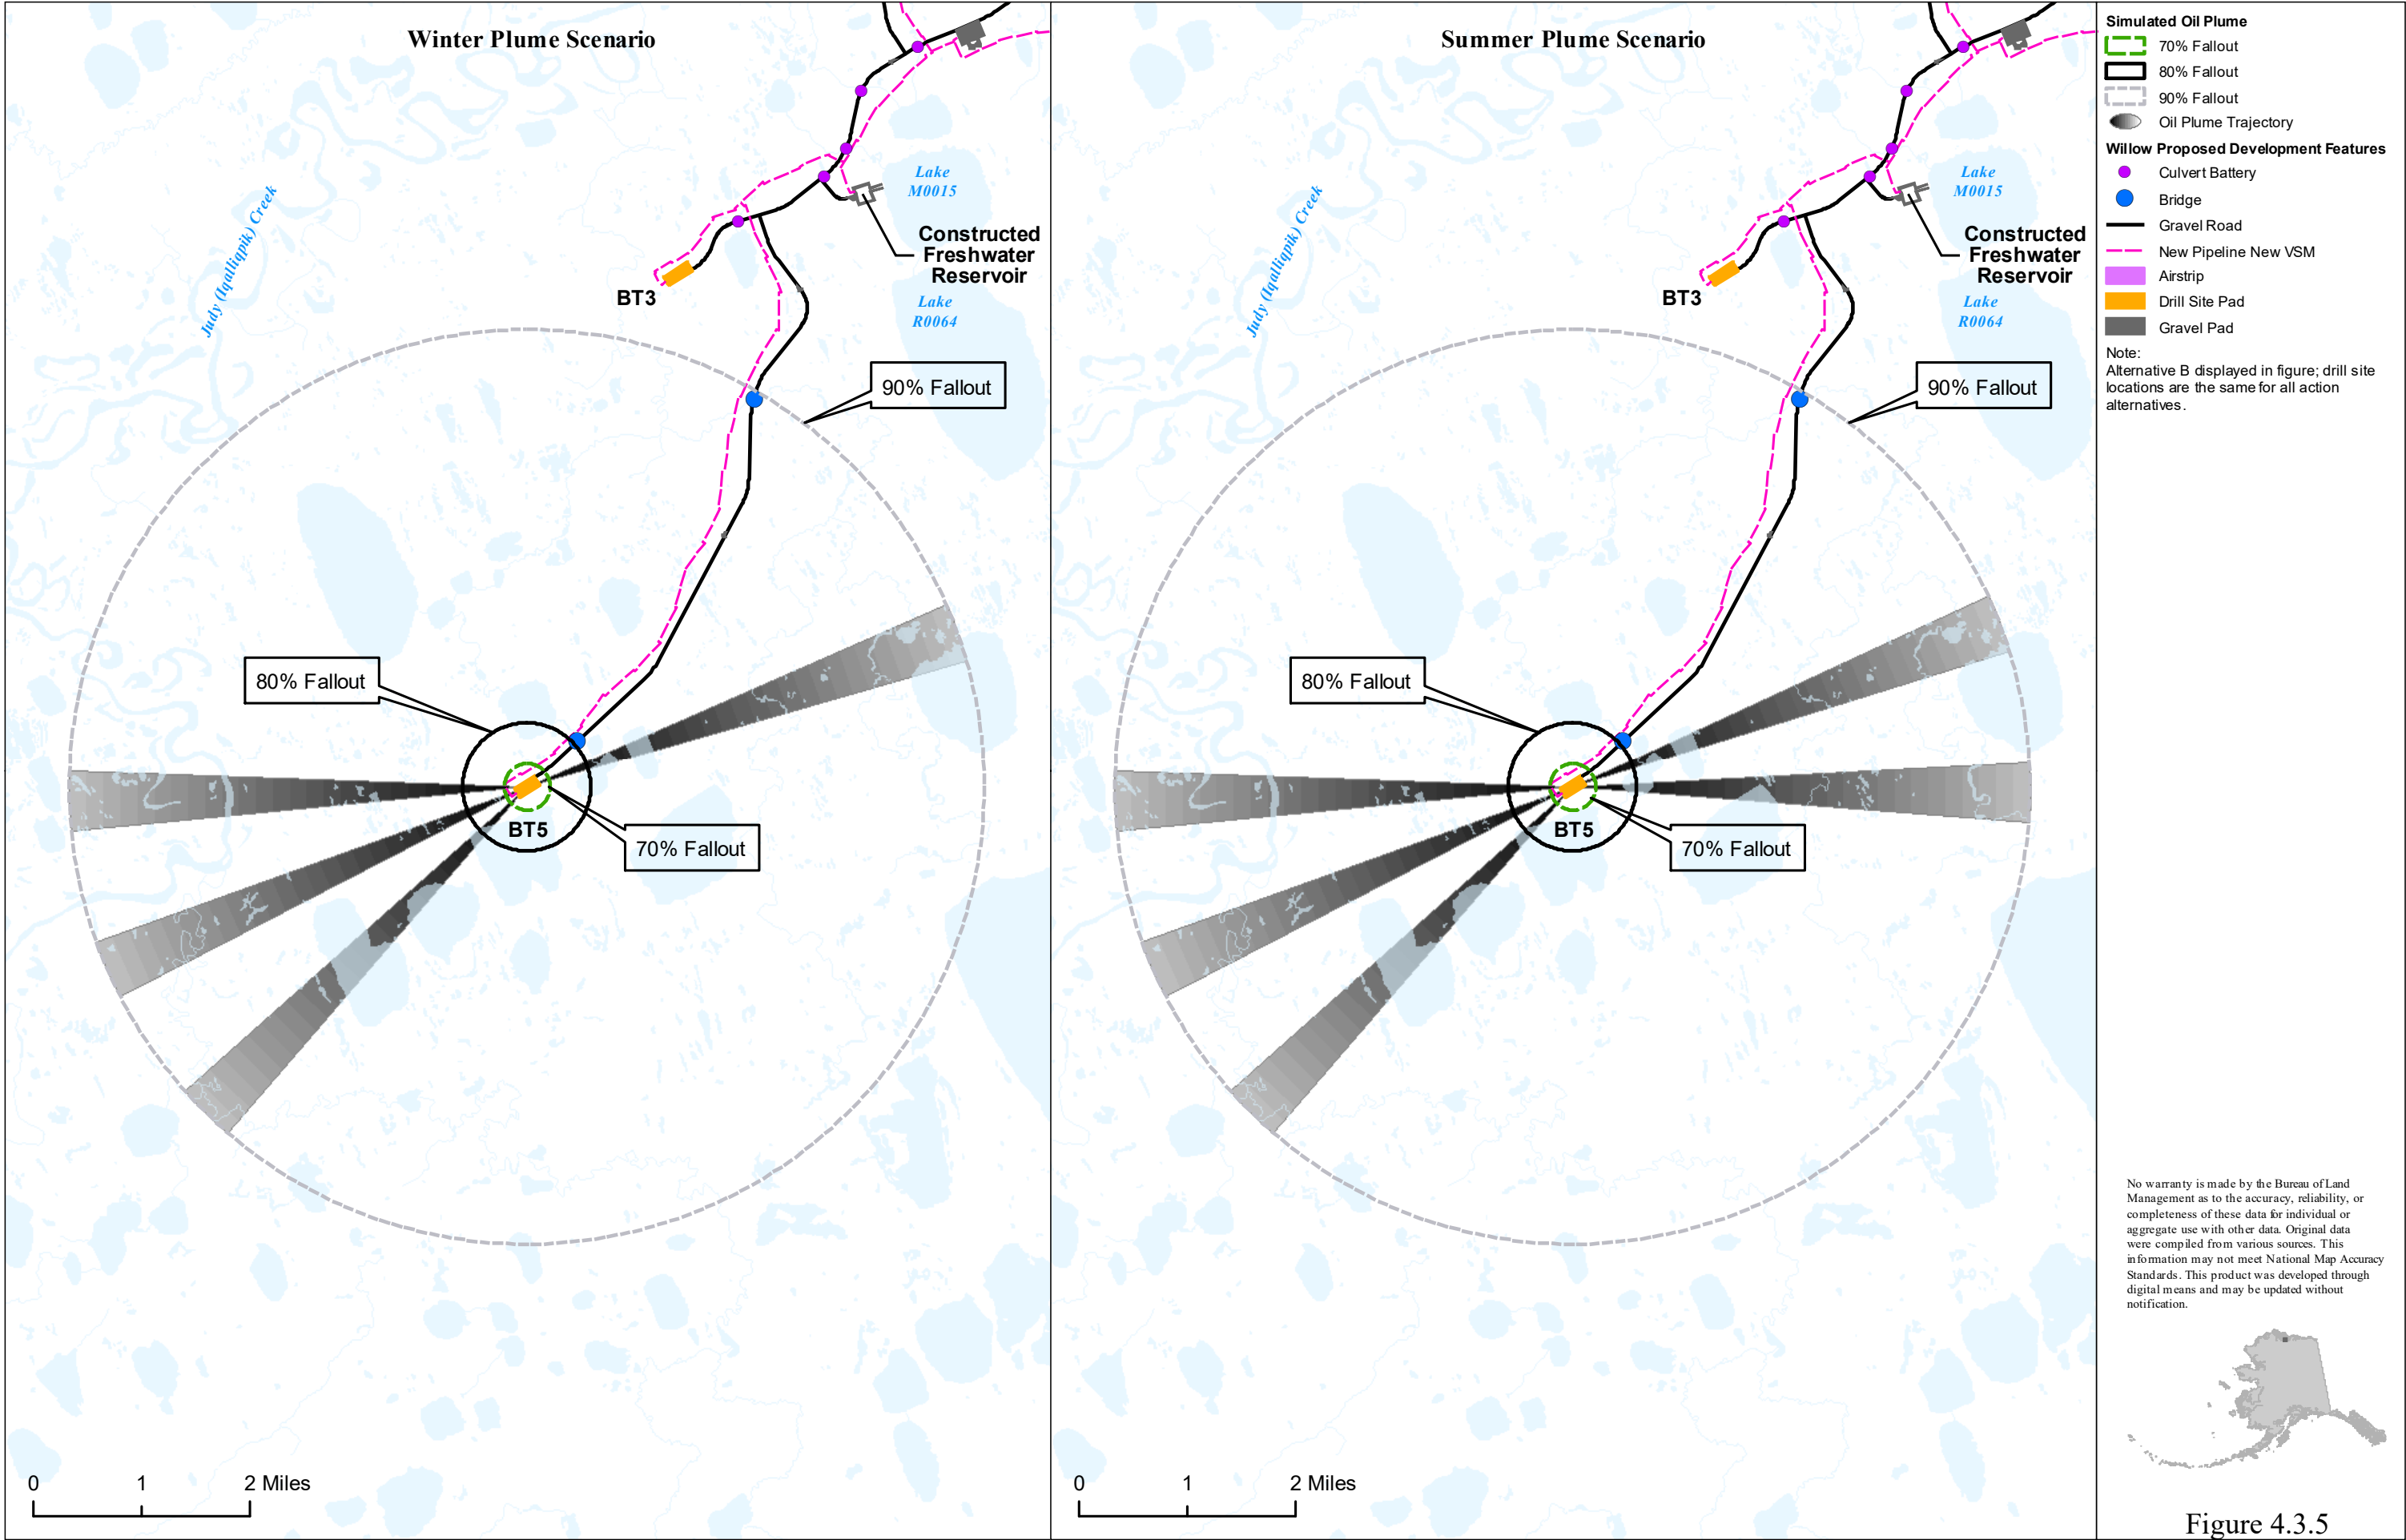 Winter Plume Scenario
Judy (Iqalliqpik) Creek
Lake
M0015
Constructed
Freshwater
Reservoir
BT3
Lake
R0064
90% Fallout
80% Fallout
BT5
70% Fallout
0 1 2 Miles
Summer Plume Scenario
Judy (Iqalliqpik) Creek
Lake
M0015
Constructed
Freshwater
Reservoir
BT3
Lake
R0064
90% Fallout
80% Fallout
BT5
70% Fallout
0 1 2 Miles
Simulated Oil Plume
70% Fallout
80% Fallout
90% Fallout
Oil Plume Trajectory
Willow Proposed Development Features
Culvert Battery
Bridge
Gravel Road
New Pipeline New VSM
Airstrip
Drill Site Pad
Gravel Pad
Note:
Alternative B displayed in figure; drill site
locations are the same for all action
alternatives.
No warranty is made by the Bureau of Land
Management as to the accuracy, reliability, or
completeness of these data for individual or
aggregate use with other data. Original data
were compiled from various sources. This
information may not meet National Map Accuracy
Standards. This product was developed through
digital means and may be updated without
notification.
Figure 4.3.5